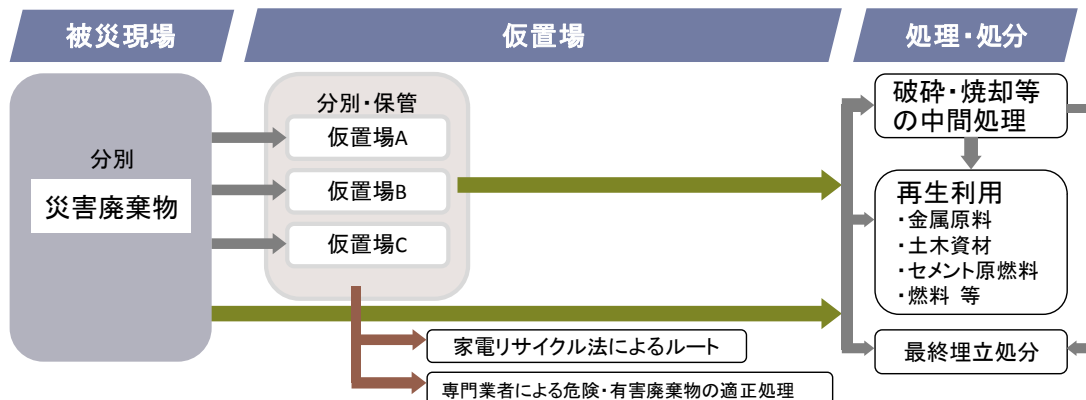 被災現場
仮置場
処理・処分
分別
災害廃棄物
分別・保管
仮置場A
仮置場B
仮置場C
家電リサイクル法によるルート
専門業者による危険・有害廃棄物の適正処理
破砕・焼却等
の中間処理
再生利用
・金属原料
・土木資材
・セメント原燃料
・燃料 等
最終埋立処分